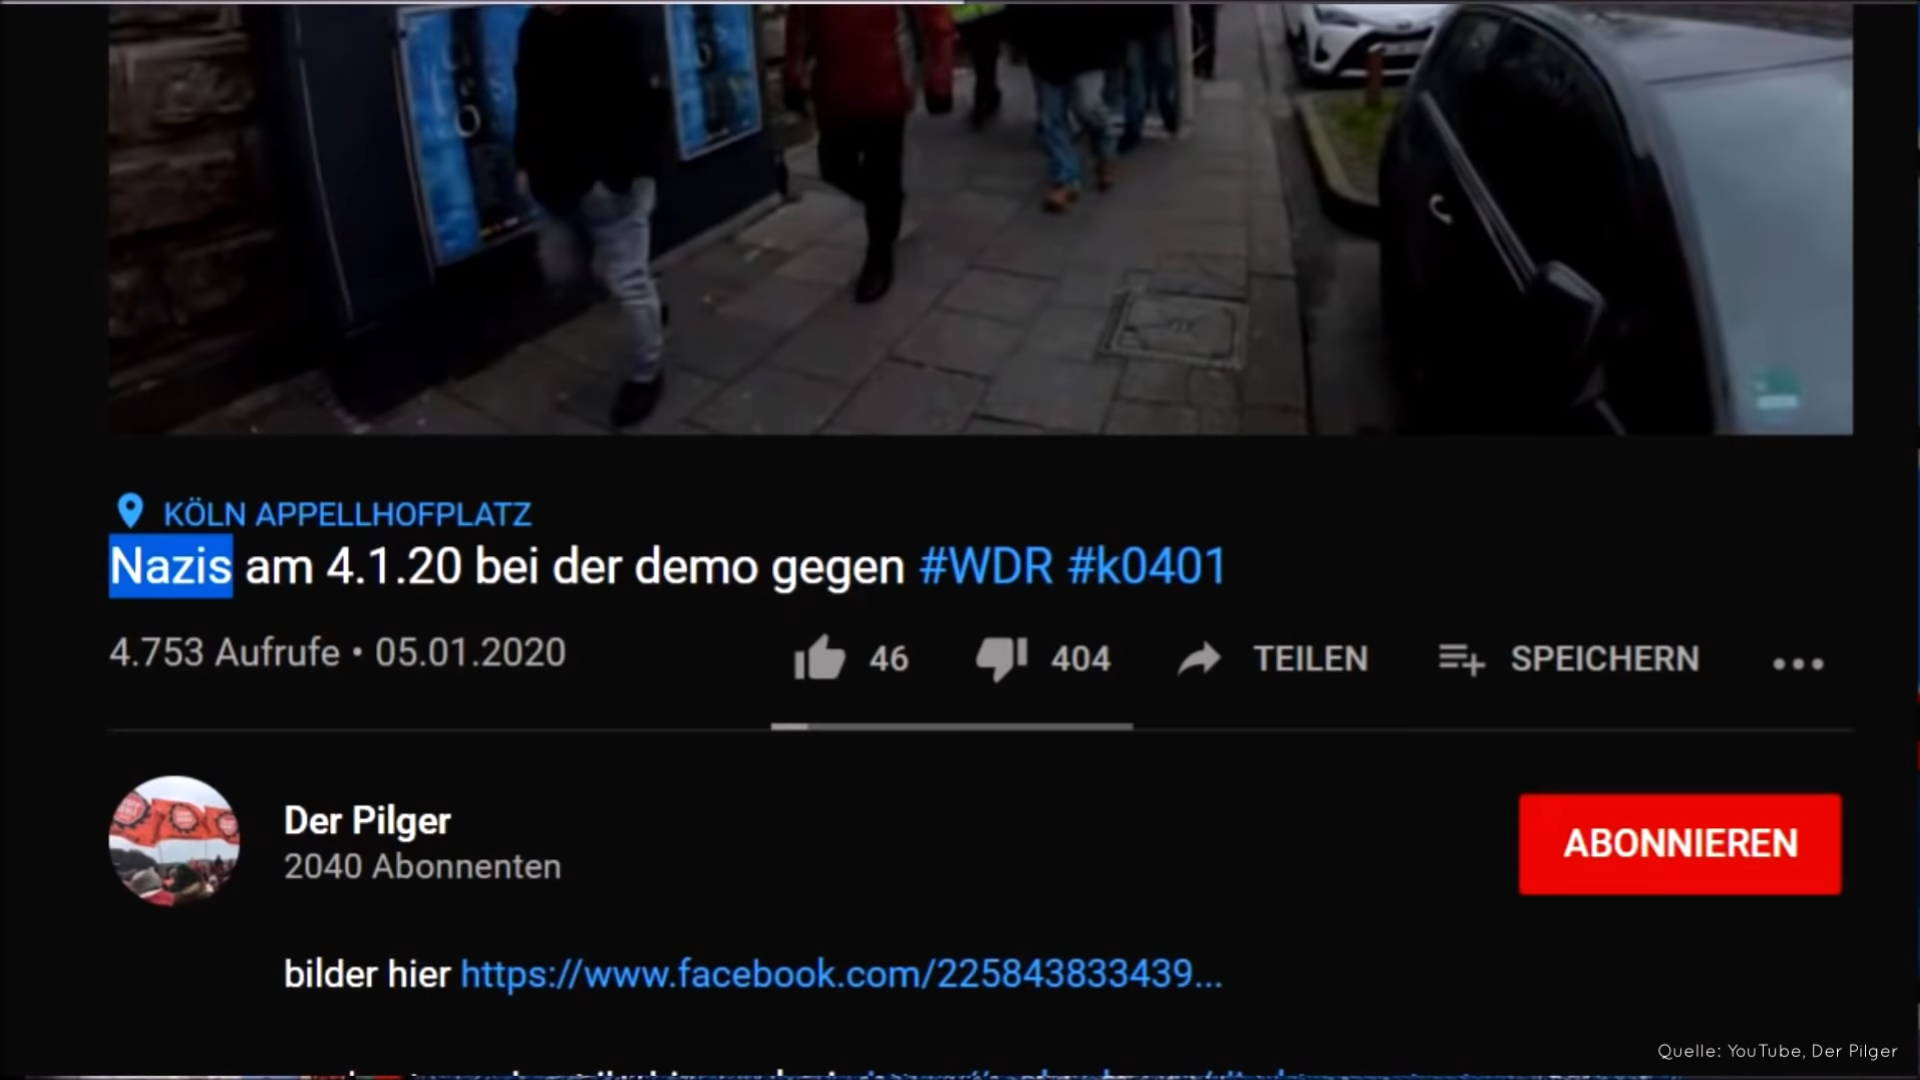 KÖLN APPELLHOFPLATZ
Nazis am 4.1.20 bei der demo gegen #WDR #k0401
4.753 Aufrufe • 05.01.2020
46 404 TEILEN SPEICHERN
Der Pilger
2040 Abonnenten
ABONNIEREN
bilder hier https://www.facebook.com/225843833439...
Quelle: YouTube, Der Pilger